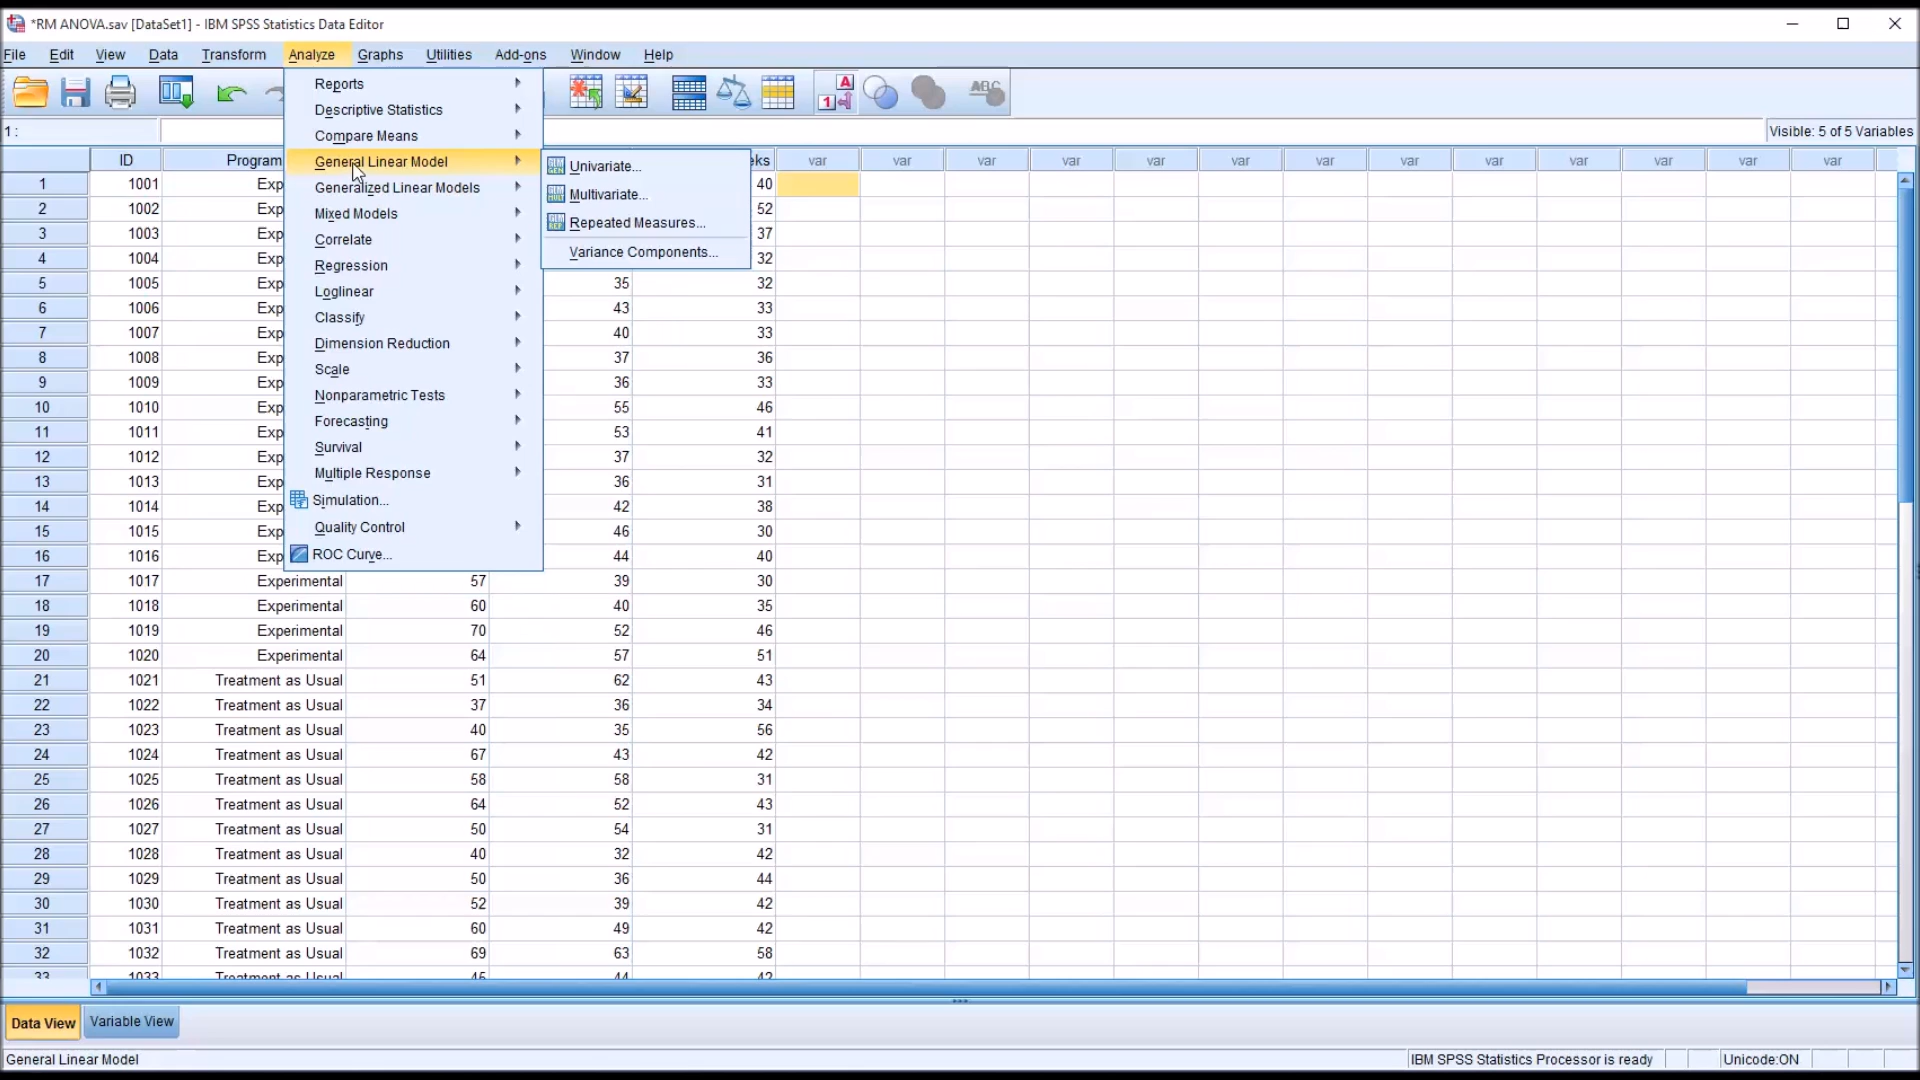 *RM ANOVA.sav [DataSet1] - IBM SPSS Statistics Data Editor
File Edit View Data Transform Analyze Graphs Utilities Add-ons Window Help
1 :
Visible: 5 of 5 Variables
Reports
Descriptive Statistics
Compare Means
General Linear Model
Generalized Linear Models
Mixed Models
Correlate
Regression
Loglinear
Classify
Dimension Reduction
Scale
Nonparametric Tests
Forecasting
Survival
Multiple Response
Simulation...
Quality Control
ROC Curve...
Univariate...
Multivariate...
Repeated Measures...
Variance Components...
ID Program eks var var var var var var var var var var var var var
1 1001 Exp 40
2 1002 Exp 52
3 1003 Exp 37
4 1004 Exp 32
5 1005 Exp 35 32
6 1006 Exp 43 33
7 1007 Exp 40 33
8 1008 Exp 37 36
9 1009 Exp 36 33
10 1010 Exp 55 46
11 1011 Exp 53 41
12 1012 Exp 37 32
13 1013 Exp 36 31
14 1014 Exp 42 38
15 1015 Exp 46 30
16 1016 Exp 44 40
17 1017 Experimental 57 39 30
18 1018 Experimental 60 40 35
19 1019 Experimental 70 52 46
20 1020 Experimental 64 57 51
21 1021 Treatment as Usual 51 62 43
22 1022 Treatment as Usual 37 36 34
23 1023 Treatment as Usual 40 35 56
24 1024 Treatment as Usual 67 43 42
25 1025 Treatment as Usual 58 58 31
26 1026 Treatment as Usual 64 52 43
27 1027 Treatment as Usual 50 54 31
28 1028 Treatment as Usual 40 32 42
29 1029 Treatment as Usual 50 36 44
30 1030 Treatment as Usual 52 39 42
31 1031 Treatment as Usual 60 49 42
32 1032 Treatment as Usual 69 63 58
33 1033 Treatment as Usual 44 42
Data View Variable View
General Linear Model
IBM SPSS Statistics Processor is ready Unicode:ON